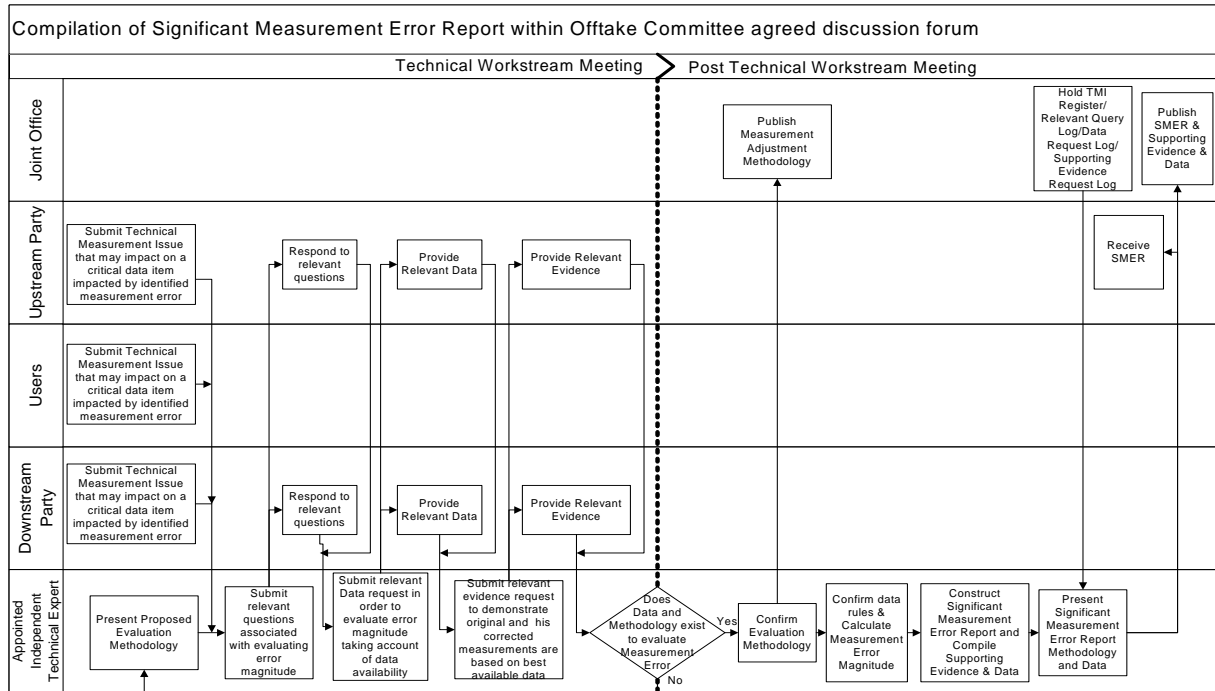 Compilation of Significant Measurement Error Report within Offtake Committee agreed discussion forum
Technical Workstream Meeting
Post Technical Workstream Meeting
Joint Office
Publish
Measurement
Adjustment
Methodology
Hold TMI
Register/
Relevant Query
Log/Data
Request Log/
Supporting
Evidence
Request Log
Publish
SMER &
Supporting
Evidence &
Data
Upstream Party
Submit Technical
Measurement Issue
that may impact on a
critical data item
impacted by identified
measurement error
Respond to
relevant
questions
Provide
Relevant Data
Provide Relevant
Evidence
Receive
SMER
Users
Submit Technical
Measurement Issue
that may impact on a
critical data item
impacted by identified
measurement error
Downstream
Party
Submit Technical
Measurement Issue
that may impact on a
critical data item
impacted by identified
measurement error
Respond to
relevant
questions
Provide
Relevant Data
Provide Relevant
Evidence
Appointed
Independent
Technical Expert
Present Proposed
Evaluation
Methodology
Submit
relevant
questions
associated
with evaluating
error
magnitude
Submit relevant
Data request in
order to
evaluate error
magnitude
taking account
of data
availability
Submit relevant
evidence request
to demonstrate
original and his
corrected
measurements are
based on best
available data
Does
Data and
Methodology exist
to evaluate
Measurement
Error
Yes
No
Confirm
Evaluation
Methodology
Confirm data
rules &
Calculate
Measurement
Error
Magnitude
Construct
Significant
Measurement
Error Report and
Compile
Supporting
Evidence & Data
Present
Significant
Measurement
Error Report
Methodology
and Data